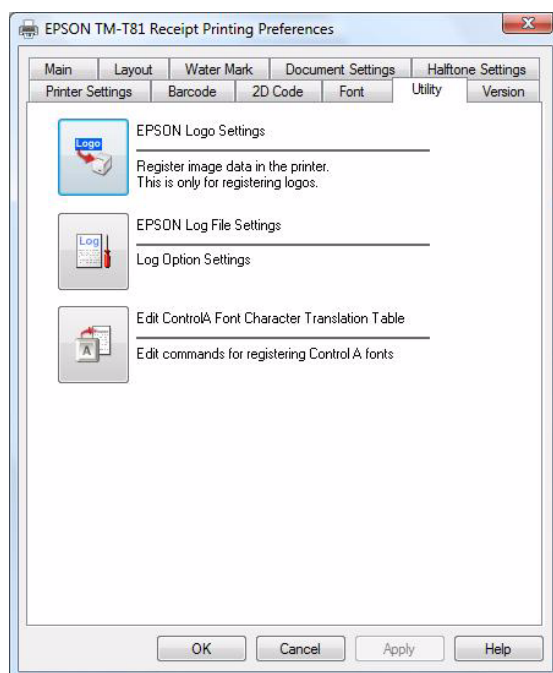 EPSON TM-T81 Receipt Printing Preferences
Main Layout Water Mark Document Settings Halftone Settings
Printer Settings Barcode 2D Code Font Utility Version
Logo
EPSON Logo Settings
Register image data in the printer.
This is only for registering logos.
Log
EPSON Log File Settings
Log Option Settings
A
Edit ControlA Font Character Translation Table
Edit commands for registering Control A fonts
OK Cancel Apply Help